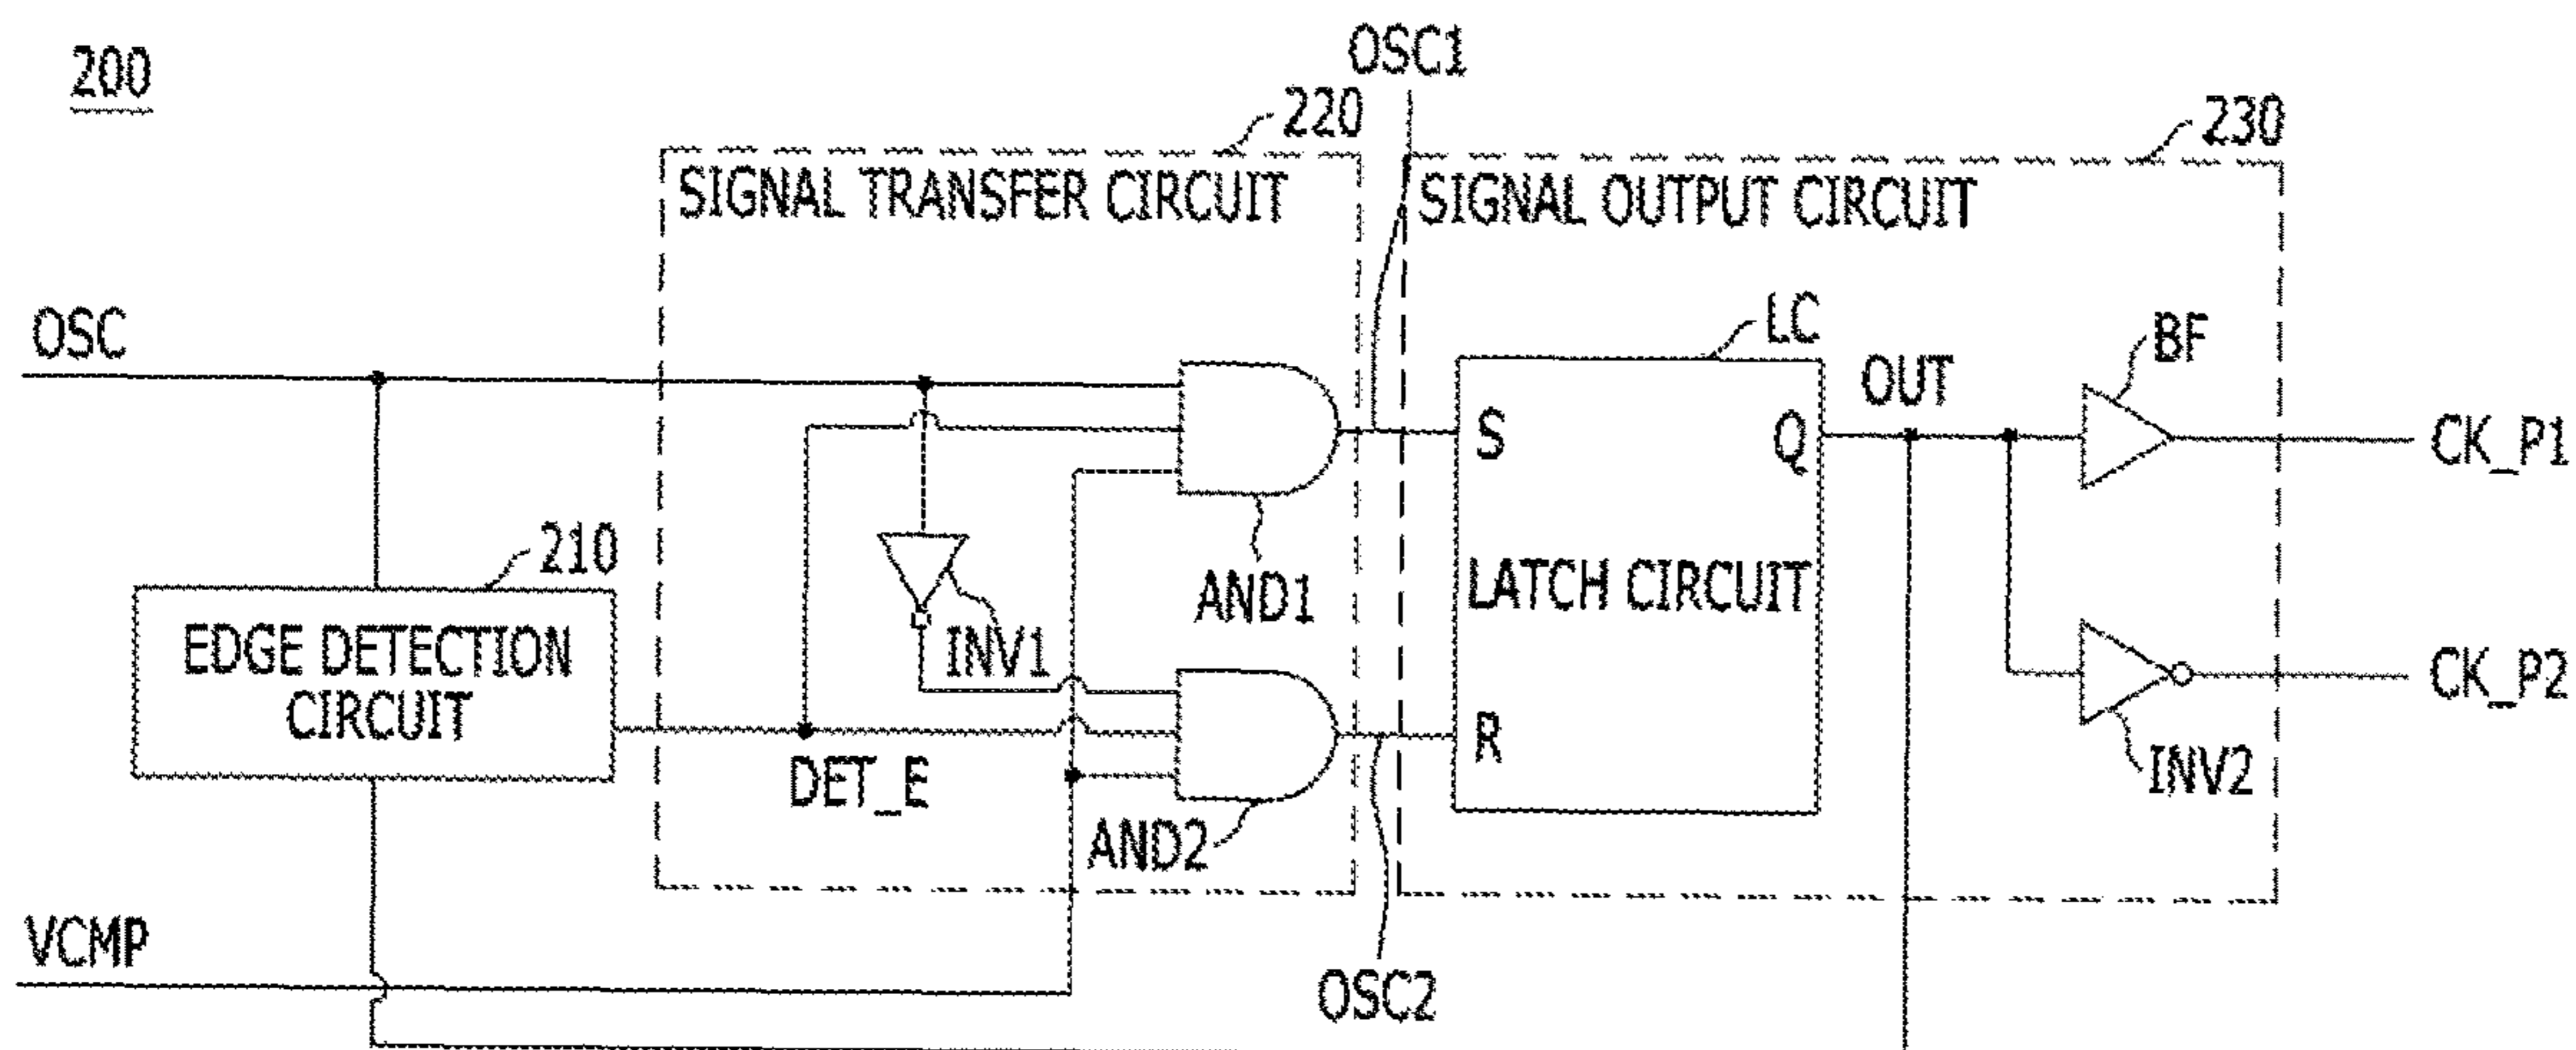 200
OSC1
220
230
SIGNAL TRANSFER CIRCUIT
SIGNAL OUTPUT CIRCUIT
OSC
LC
BF
OUT
S
Q
CK_P1
210
EDGE DETECTION
CIRCUIT
INV1
AND1
LATCH CIRCUIT
CK_P2
R
DET_E
INV2
AND2
VCMP
OSC2